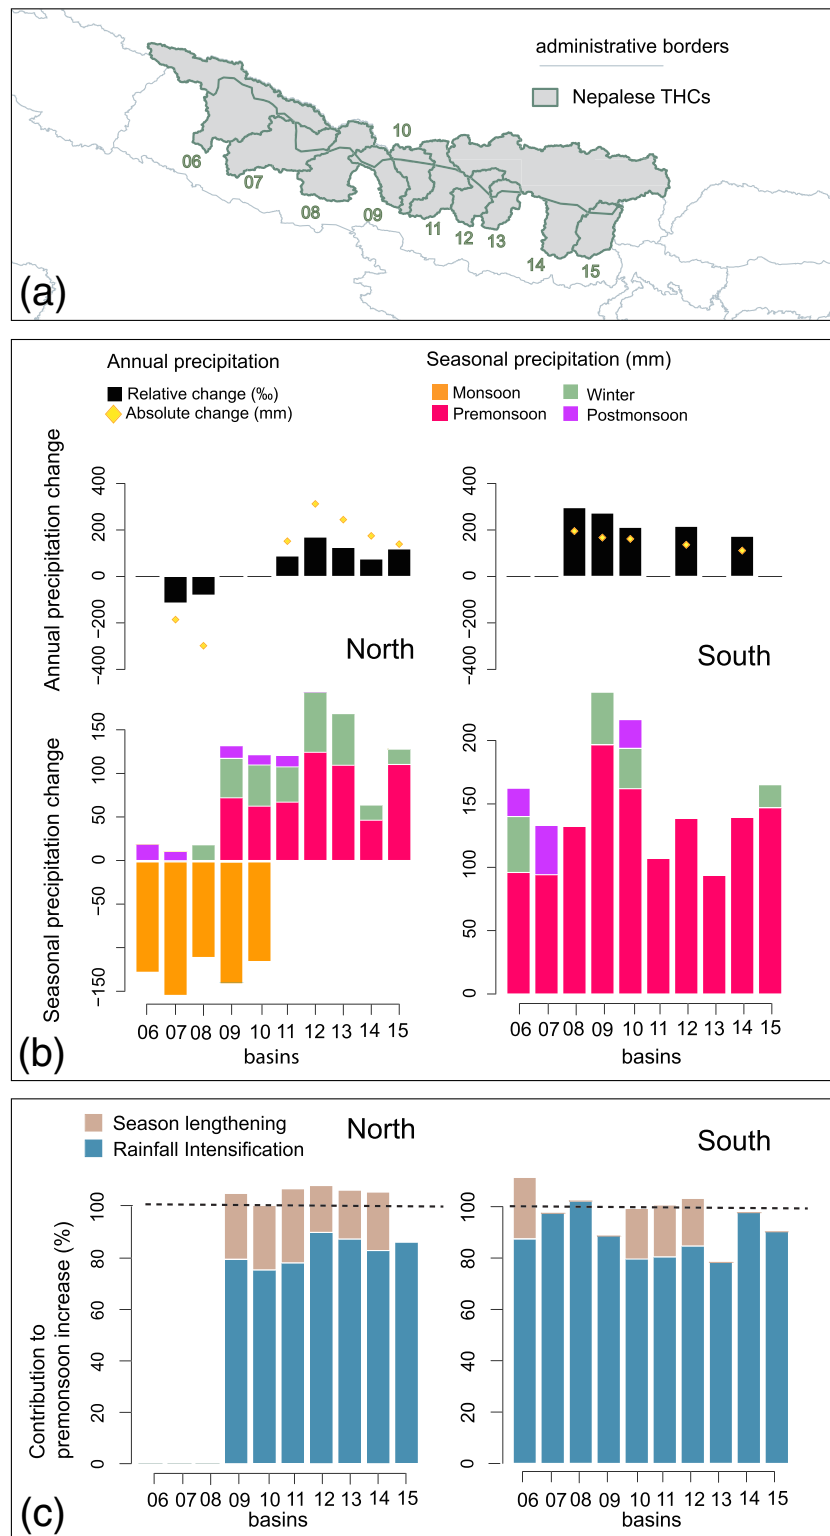 administrative borders
Nepalese THCs
10
06
07
08
09
11
12
13
14
15
(a)
Annual precipitation
Relative change (‰)
Absolute change (mm)
Seasonal precipitation (mm)
Monsoon
Winter
Premonsoon
Postmonsoon
Annual precipitation change
400
200
0
−200
−400
North
400
200
0
−200
−400
South
Seasonal precipitation change
150
100
50
0
−50
−150
06 07 08 09 10 11 12 13 14 15
basins
200
150
100
50
0
06 07 08 09 10 11 12 13 14 15
basins
(b)
Season lengthening
Rainfall Intensification
North
South
Contribution to
premonsoon increase (%)
100
80
60
40
20
0
06 07 08 09 10 11 12 13 14 15
basins
100
80
60
40
20
0
06 07 08 09 10 11 12 13 14 15
basins
(c)